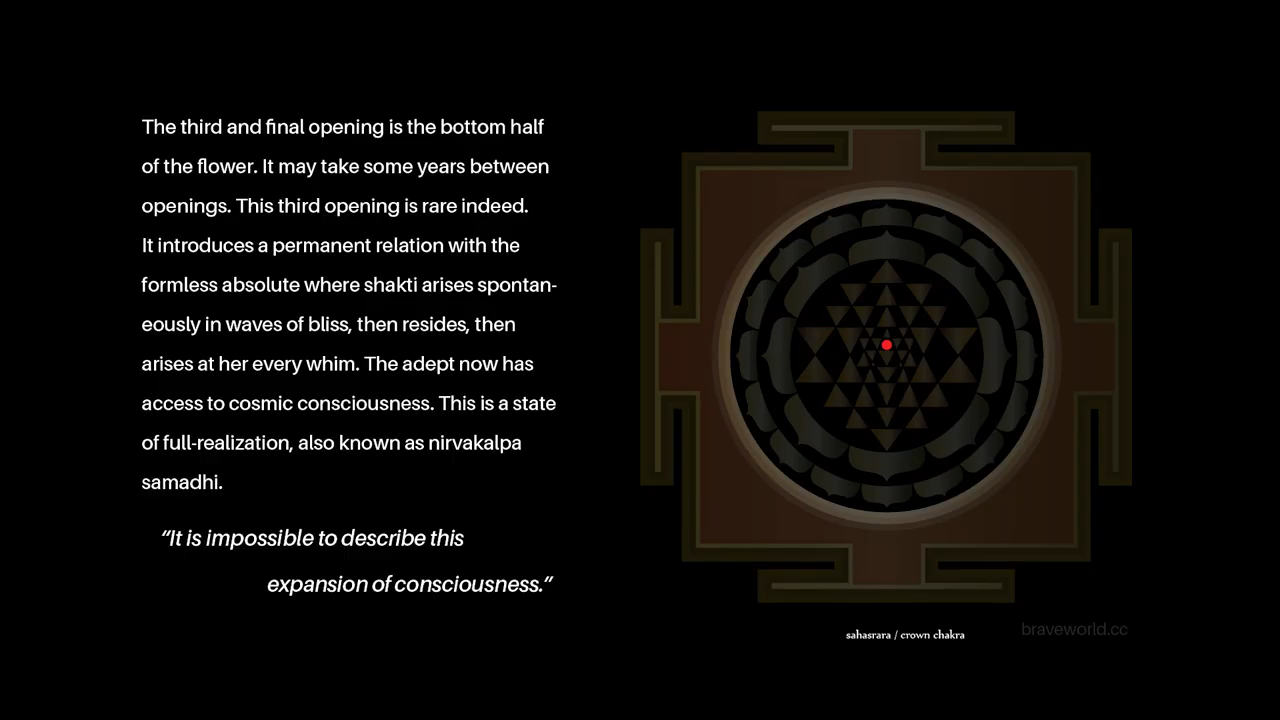 The third and final opening is the bottom half
of the flower. It may take some years between
openings. This third opening is rare indeed.
It introduces a permanent relation with the
formless absolute where shakti arises spontan-
eously in waves of bliss, then resides, then
arises at her every whim. The adept now has
access to cosmic consciousness. This is a state
of full-realization, also known as nirvakalpa
samadhi.
“It is impossible to describe this
expansion of consciousness.”
sahasrara / crown chakra
braveworld.cc